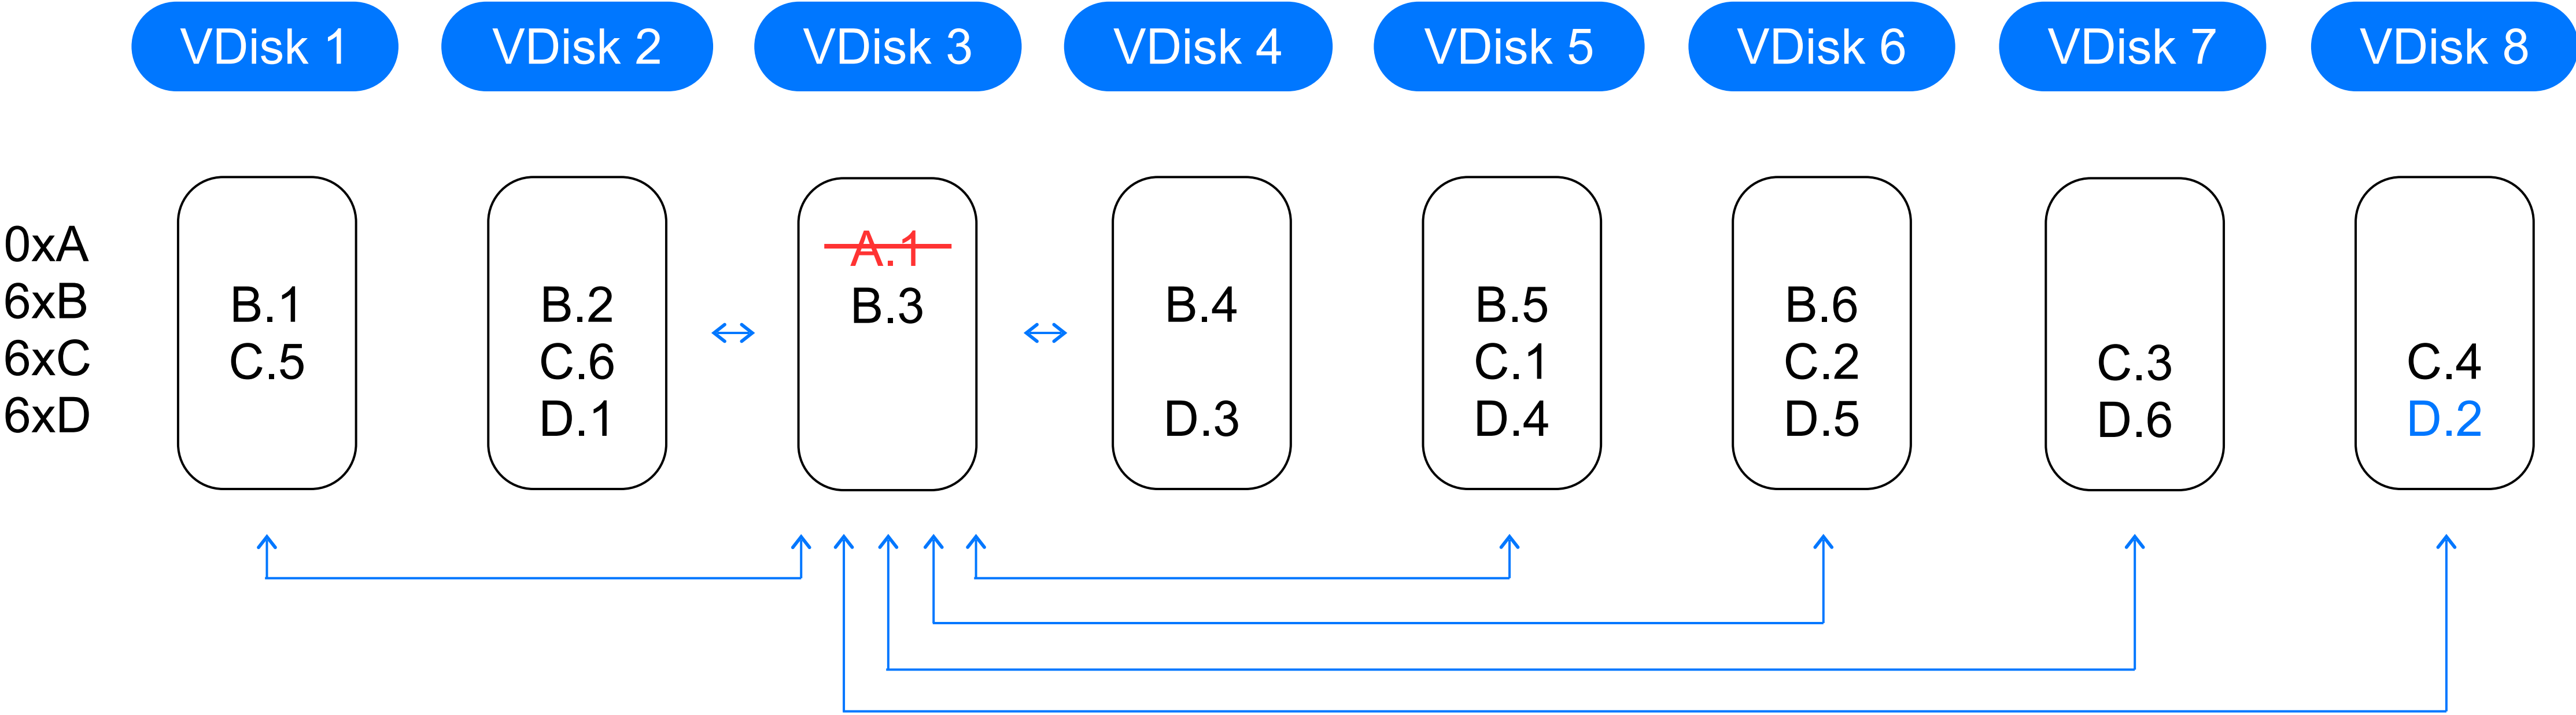 VDisk 1 VDisk 2 VDisk 3 VDisk 4 VDisk 5 VDisk 6 VDisk 7 VDisk 8
0xA A.1
6xB B.1 B.2 B.3 B.4 B.5 B.6
6xC C.5 C.6 C.1 C.2 C.3 C.4
6xD D.1 D.3 D.4 D.5 D.6 D.2